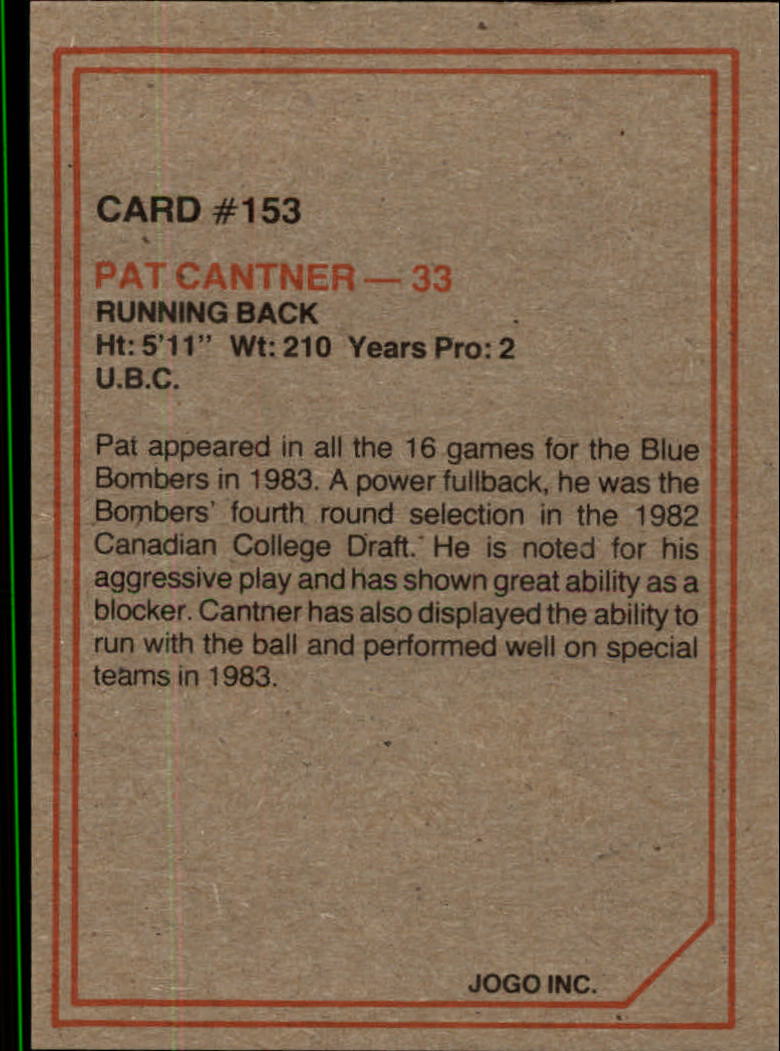 CARD #153
PAT CANTNER — 33
RUNNING BACK
Ht: 5'11" Wt: 210 Years Pro: 2
U.B.C.
Pat appeared in all the 16 games for the Blue
Bombers in 1983. A power fullback, he was the
Bombers' fourth round selection in the 1982
Canadian College Draft. He is noted for his
aggressive play and has shown great ability as a
blocker. Cantner has also displayed the ability to
run with the ball and performed well on special
teams in 1983.
JOGO INC.